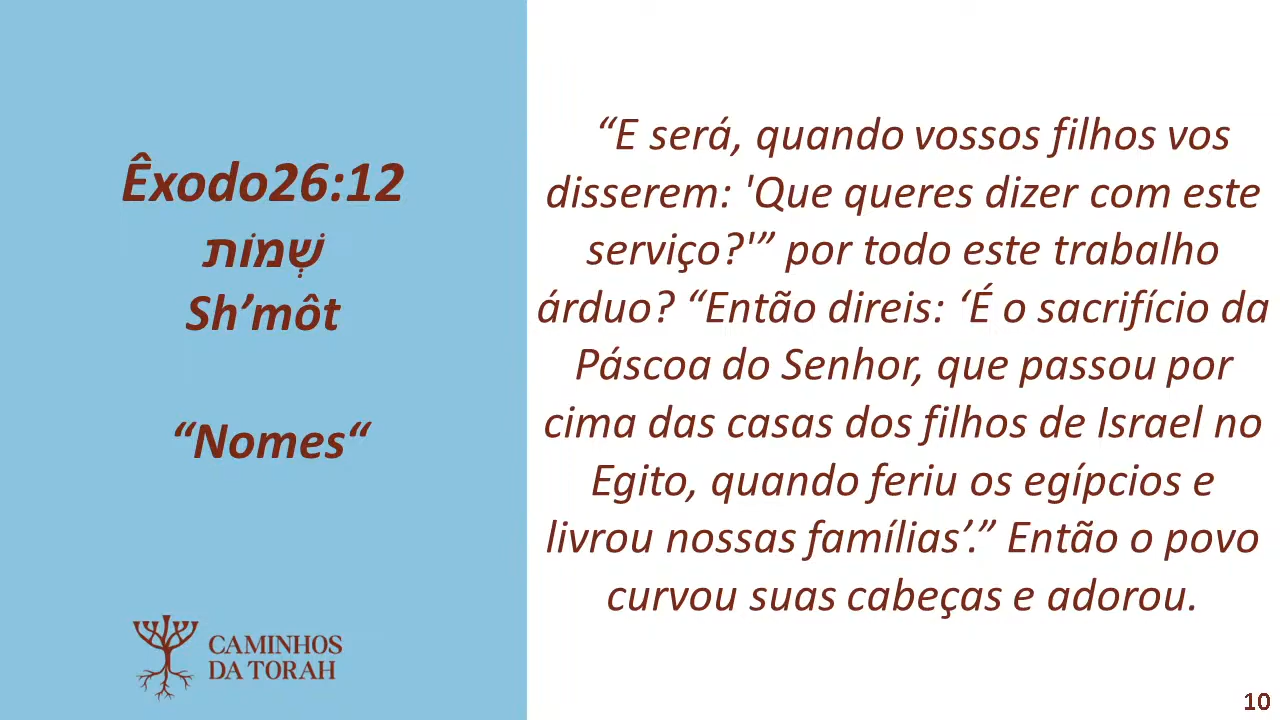 Êxodo26:12
שְׁמוֹת
Sh’môt
“Nomes“
CAMINHOS
DA TORAH
“E será, quando vossos filhos vos
disserem: 'Que queres dizer com este
serviço?'” por todo este trabalho
árduo? “Então direis: ‘É o sacrifício da
Páscoa do Senhor, que passou por
cima das casas dos filhos de Israel no
Egito, quando feriu os egípcios e
livrou nossas famílias’.” Então o povo
curvou suas cabeças e adorou.
10